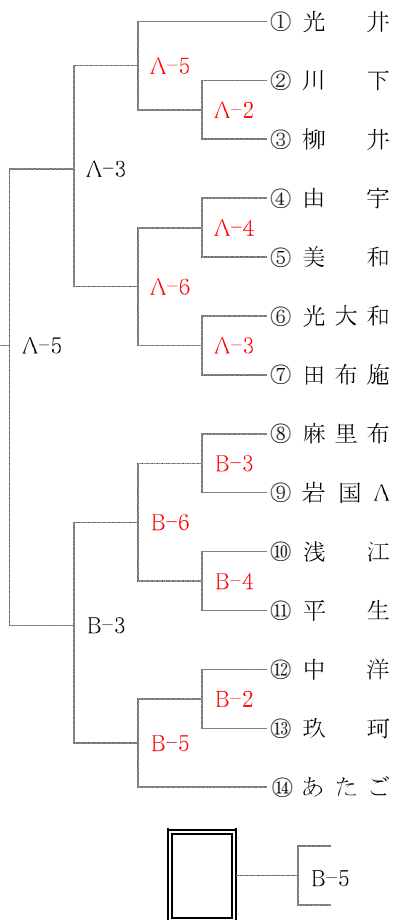 ① 光 井
A-5
② 川 下
A-2
③ 柳 井
A-3
④ 由 宇
A-4
⑤ 美 和
A-6
⑥ 光 大 和
A-5
A-3
⑦ 田 布 施
⑧ 麻 里 布
B-3
⑨ 岩 国 A
B-6
⑩ 浅 江
B-4
⑪ 平 生
B-3
⑫ 中 洋
B-2
⑬ 玖 珂
B-5
⑭ あ た ご
B-5